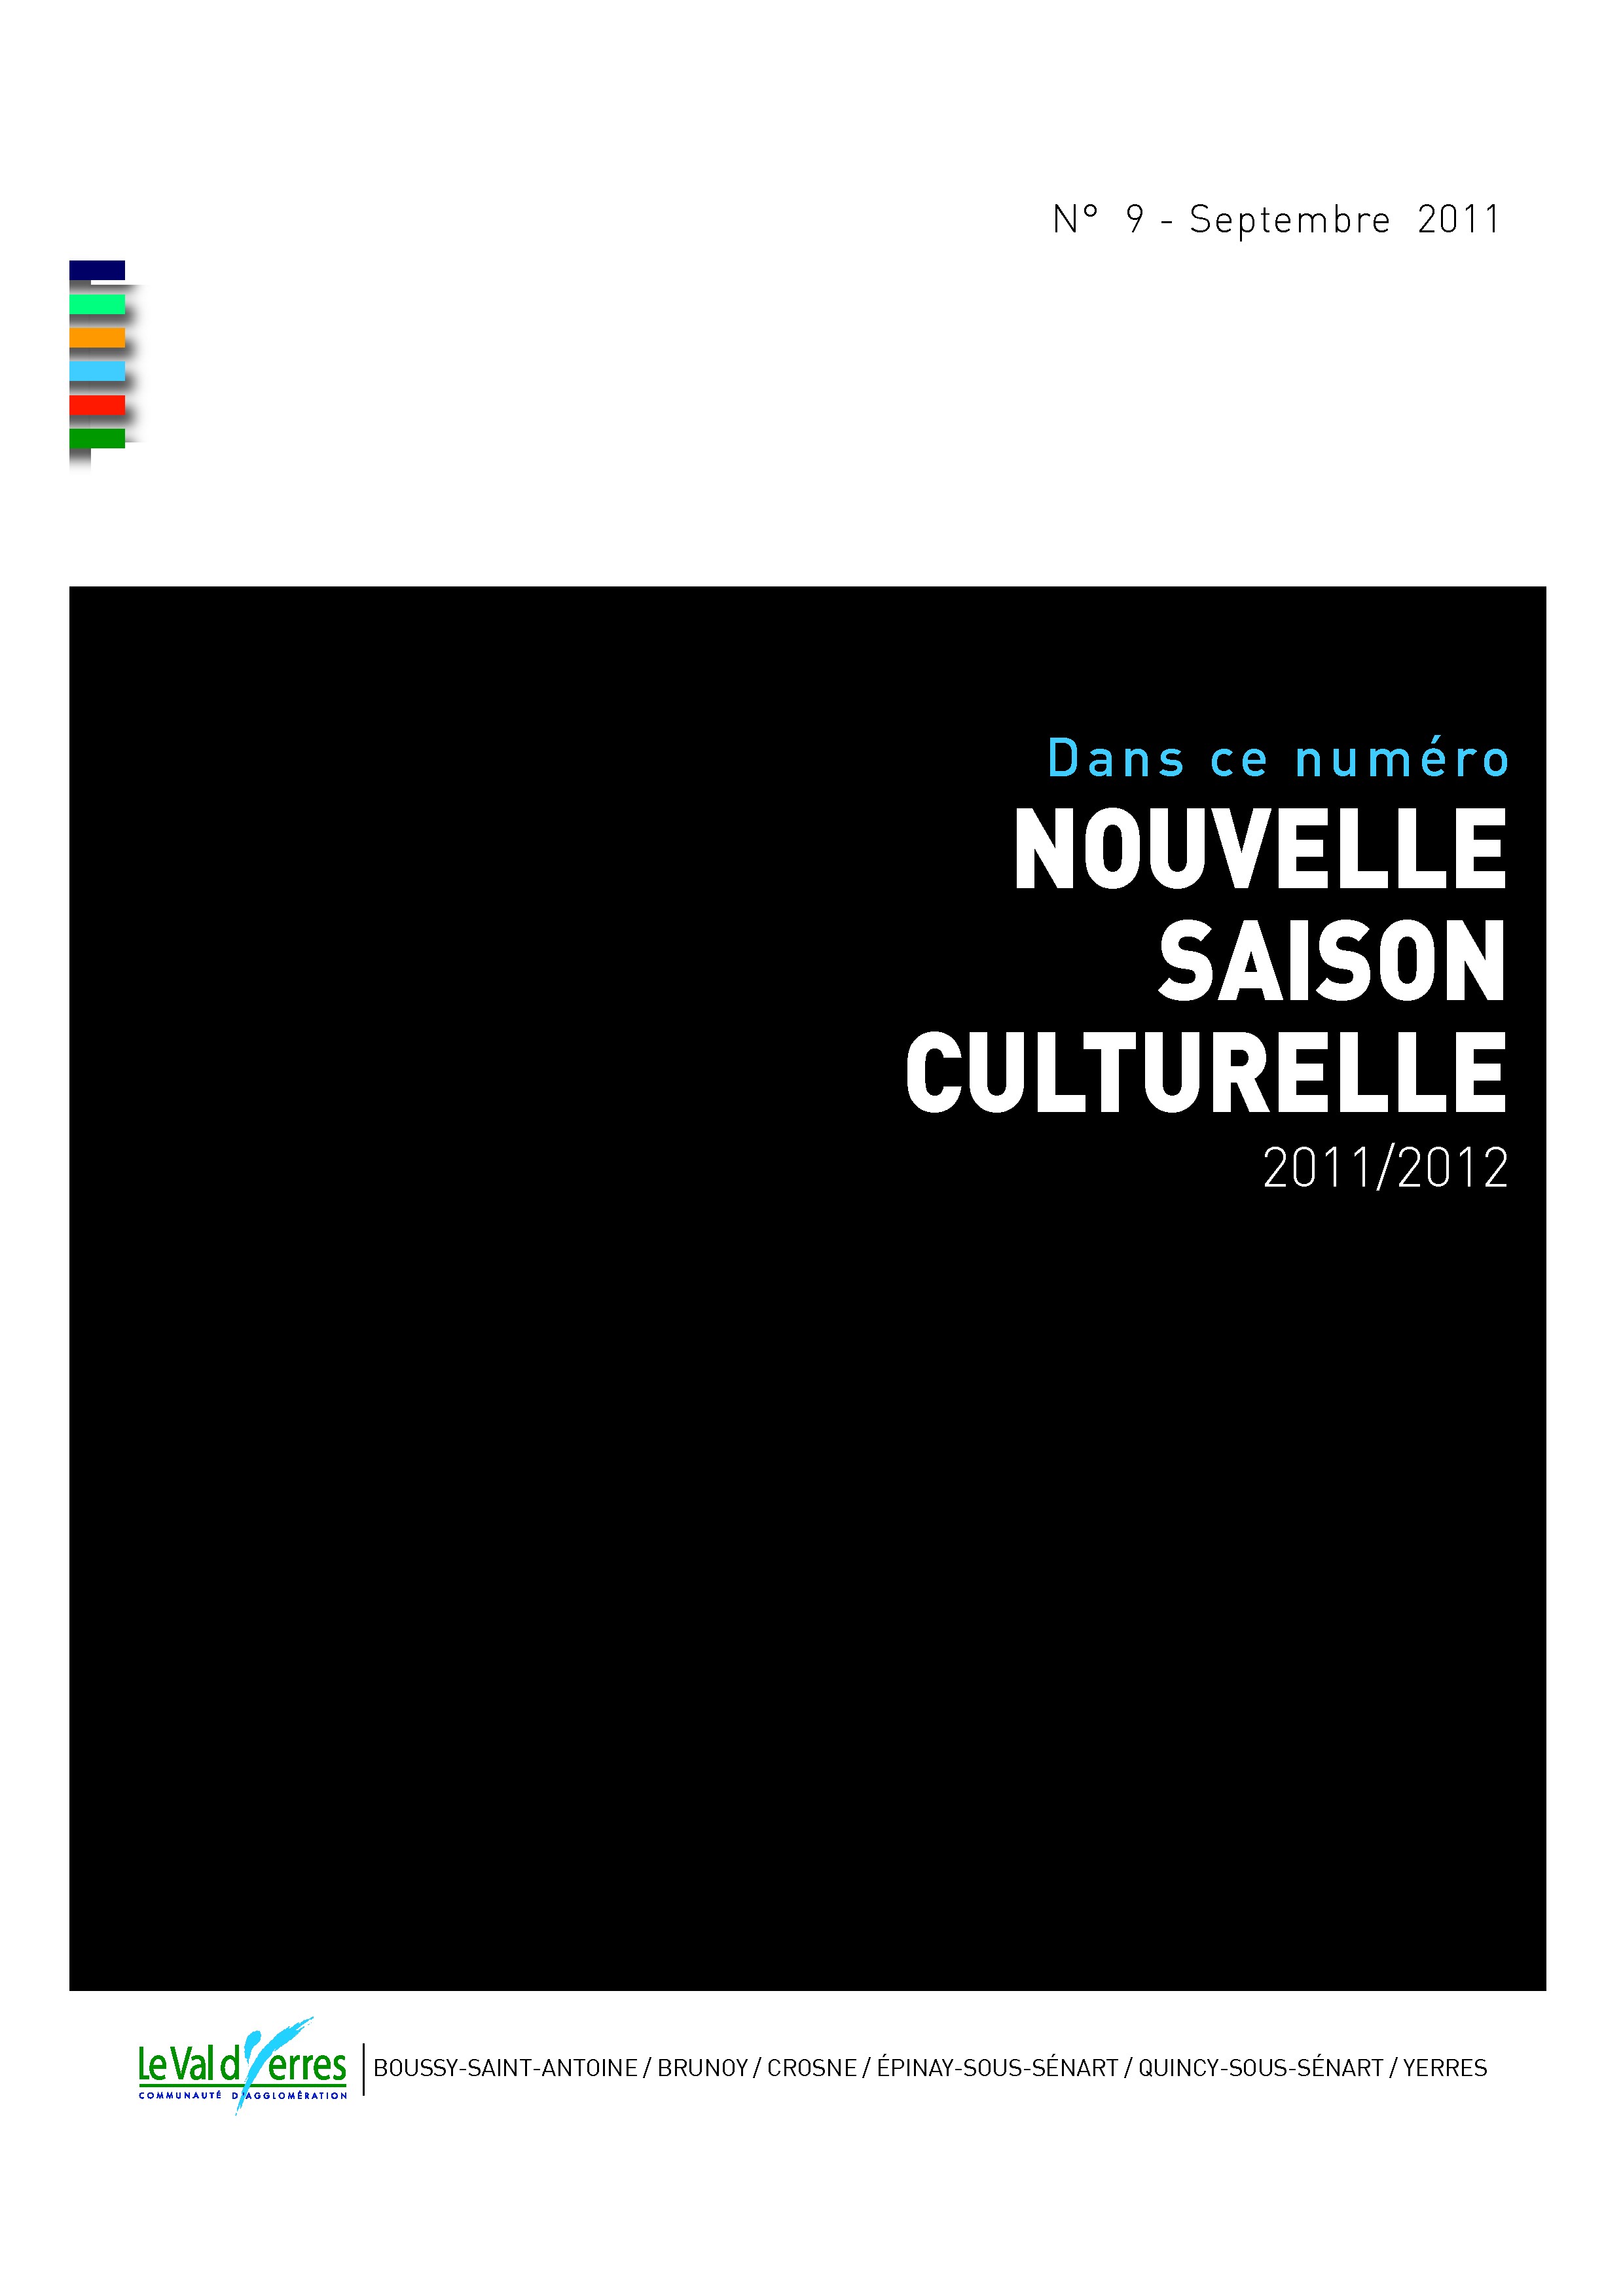 N° 9 - Septembre 2011
Dans ce numéro
NOUVELLE
SAISON
CULTURELLE
2011/2012
Le Val d'Yerres
COMMUNAUTÉ D'AGGLOMÉRATION
BOUSSY-SAINT-ANTOINE / BRUNOY / CROSNE / ÉPINAY-SOUS-SÉNART / QUINCY-SOUS-SÉNART / YERRES